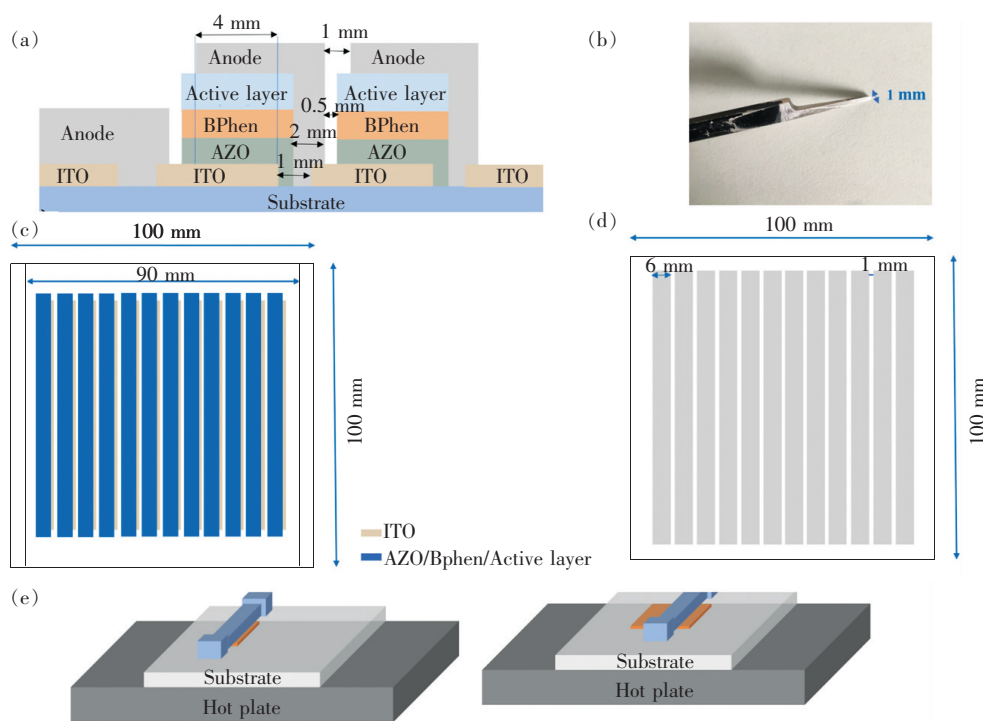 (a)
4 mm
1 mm
Anode
Anode
Active layer
Active layer
0.5 mm
Anode
BPhen
BPhen
2 mm
AZO
AZO
1 mm
ITO
ITO
ITO
ITO
Substrate
(b)
1 mm
(c)
100 mm
90 mm
100 mm
ITO
AZO/Bphen/Active layer
(d)
100 mm
6 mm
1 mm
100 mm
(e)
Substrate
Hot plate
Substrate
Hot plate